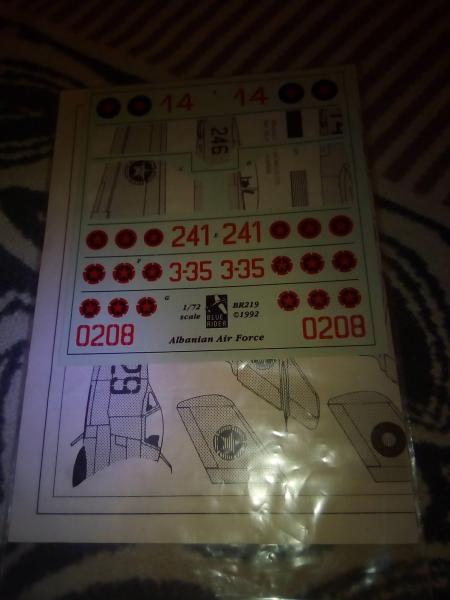 14 14
246
241 241
3-35 3-35
1/72 scale
BLUE RIDER
BR219
©1992
0208 0208
Albanian Air Force